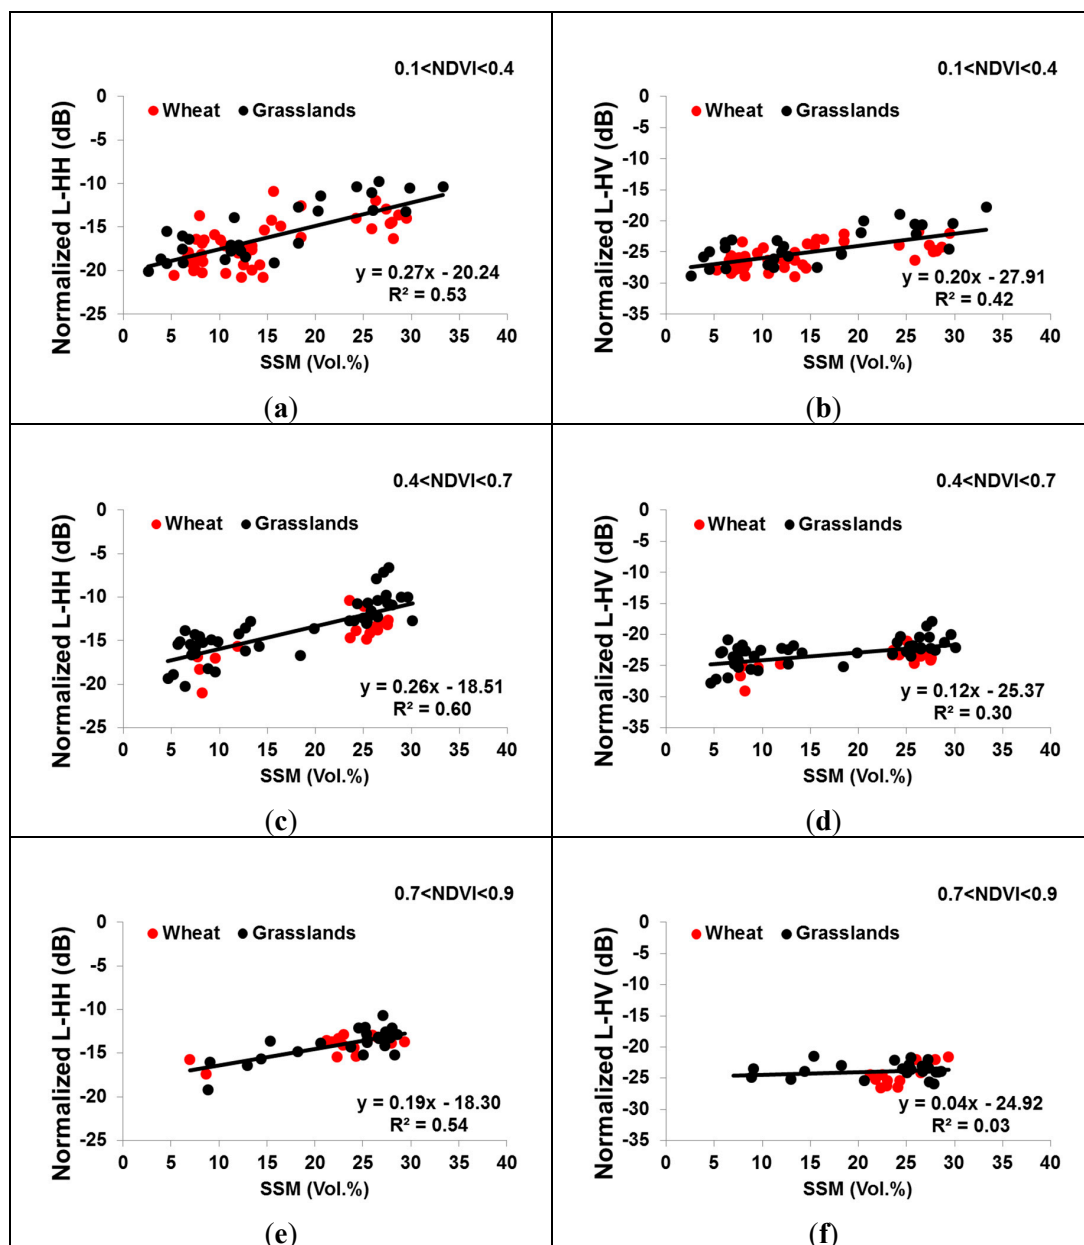 0.1<NDVI<0.4
Normalized L-HH (dB)
Wheat Grasslands
0
-5
-10
-15
-20
-25
y = 0.27x - 20.24
R² = 0.53
0 5 10 15 20 25 30 35 40
SSM (Vol.%)
(a)
0.1<NDVI<0.4
Normalized L-HV (dB)
Wheat Grasslands
0
-5
-10
-15
-20
-25
-30
-35
y = 0.20x - 27.91
R² = 0.42
0 5 10 15 20 25 30 35 40
SSM (Vol.%)
(b)
0.4<NDVI<0.7
Normalized L-HH (dB)
Wheat Grasslands
0
-5
-10
-15
-20
-25
y = 0.26x - 18.51
R² = 0.60
0 5 10 15 20 25 30 35 40
SSM (Vol.%)
(c)
0.4<NDVI<0.7
Normalized L-HV (dB)
Wheat Grasslands
0
-5
-10
-15
-20
-25
-30
-35
y = 0.12x - 25.37
R² = 0.30
0 5 10 15 20 25 30 35 40
SSM (Vol.%)
(d)
0.7<NDVI<0.9
Normalized L-HH (dB)
Wheat Grasslands
0
-5
-10
-15
-20
-25
y = 0.19x - 18.30
R² = 0.54
0 5 10 15 20 25 30 35 40
SSM (Vol.%)
(e)
0.7<NDVI<0.9
Normalized L-HV (dB)
Wheat Grasslands
0
-5
-10
-15
-20
-25
-30
-35
y = 0.04x - 24.92
R² = 0.03
0 5 10 15 20 25 30 35 40
SSM (Vol.%)
(f)